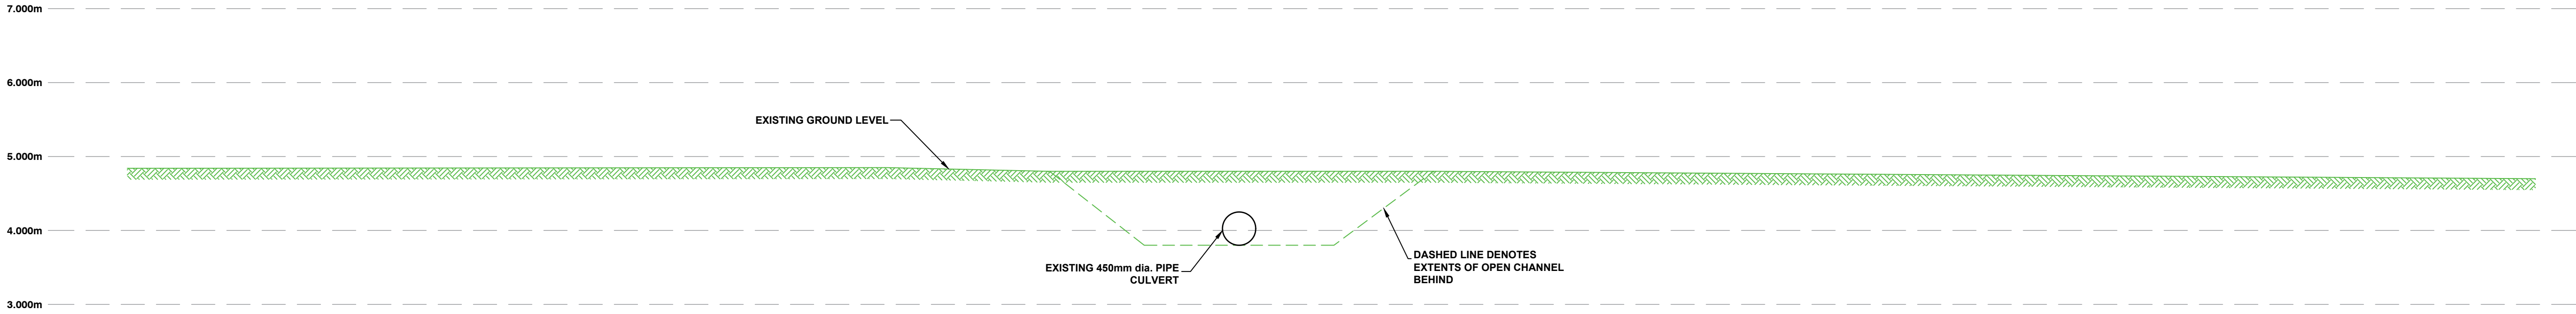 7.000m
6.000m
EXISTING GROUND LEVEL
5.000m
4.000m
DASHED LINE DENOTES
EXTENTS OF OPEN CHANNEL
BEHIND
EXISTING 450mm dia. PIPE
CULVERT
3.000m